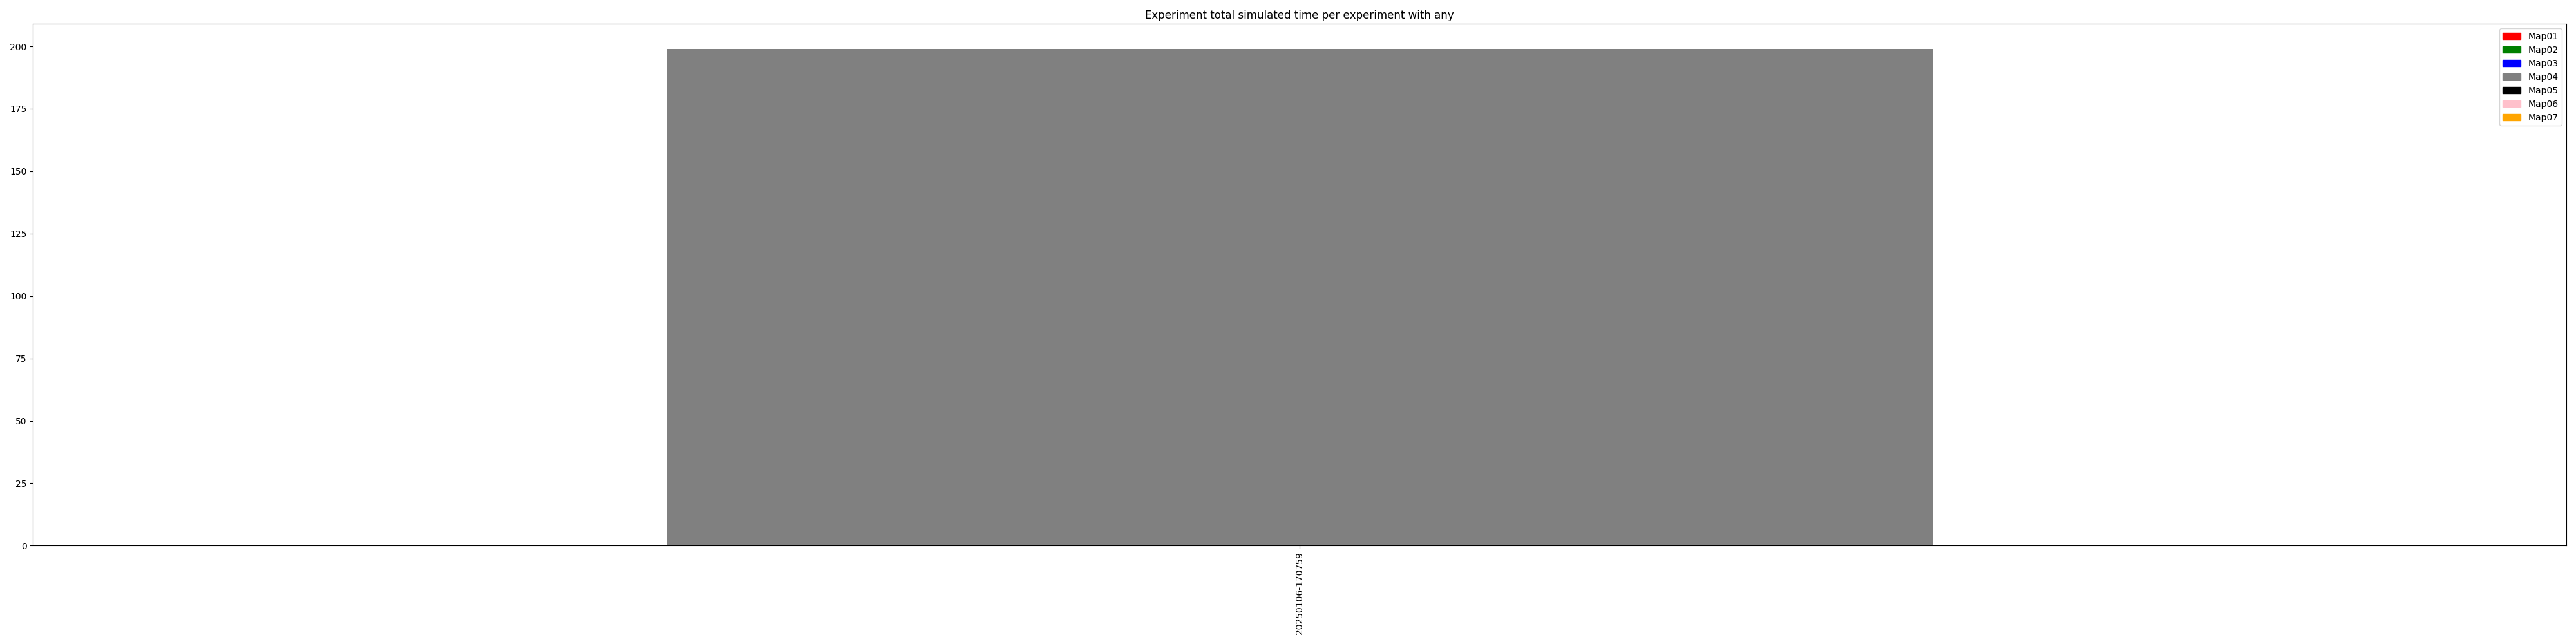 Experiment total simulated time per experiment with any
200
175
150
125
100
75
50
25
0
Map01
Map02
Map03
Map04
Map05
Map06
Map07
20250106-170759